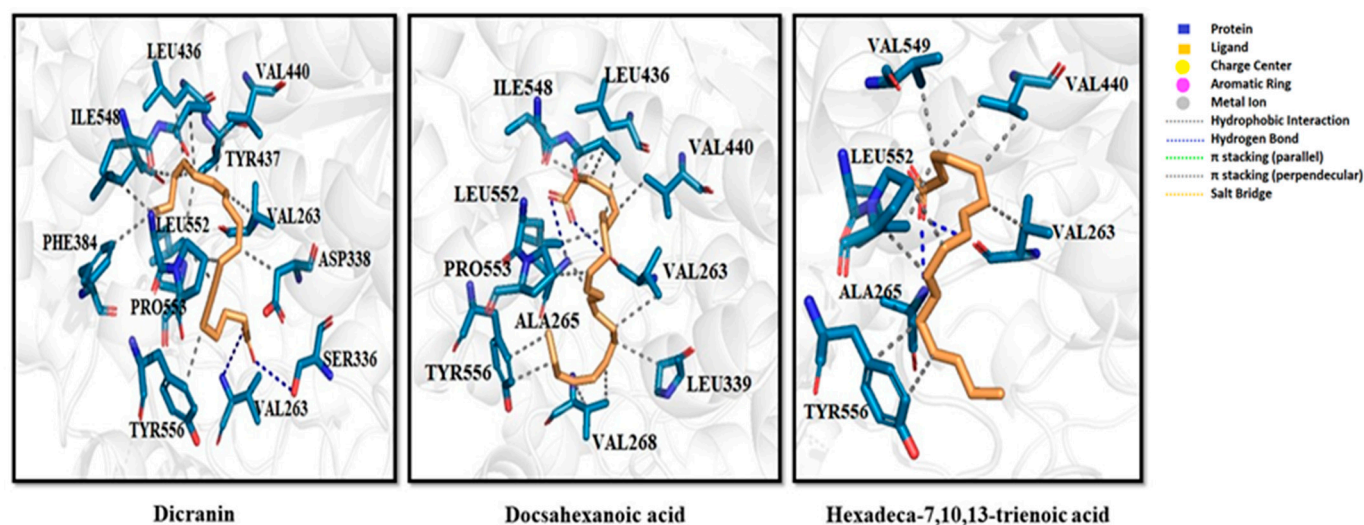 LEU436
VAL440
ILE548
TYR437
LEU552
VAL263
PHE384
ASP338
PRO553
SER336
VAL263
TYR556
Dicranin
ILE548
LEU436
VAL440
LEU552
PRO553
VAL263
ALA265
TYR556
LEU339
VAL268
Docsahexanoic acid
VAL549
VAL440
LEU552
VAL263
ALA265
TYR556
Hexadeca-7,10,13-trienoic acid
Protein
Ligand
Charge Center
Aromatic Ring
Metal Ion
Hydrophobic Interaction
Hydrogen Bond
π stacking (parallel)
π stacking (perpendecular)
Salt Bridge